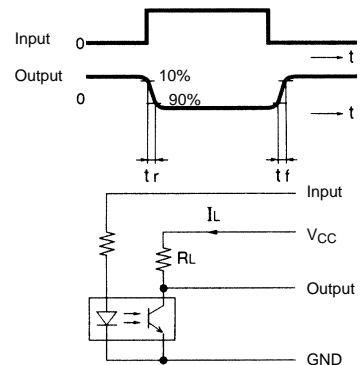 Input
0
t
Output
0
10%
90%
t
tr
tf
Input
IL
VCC
RL
Output
GND